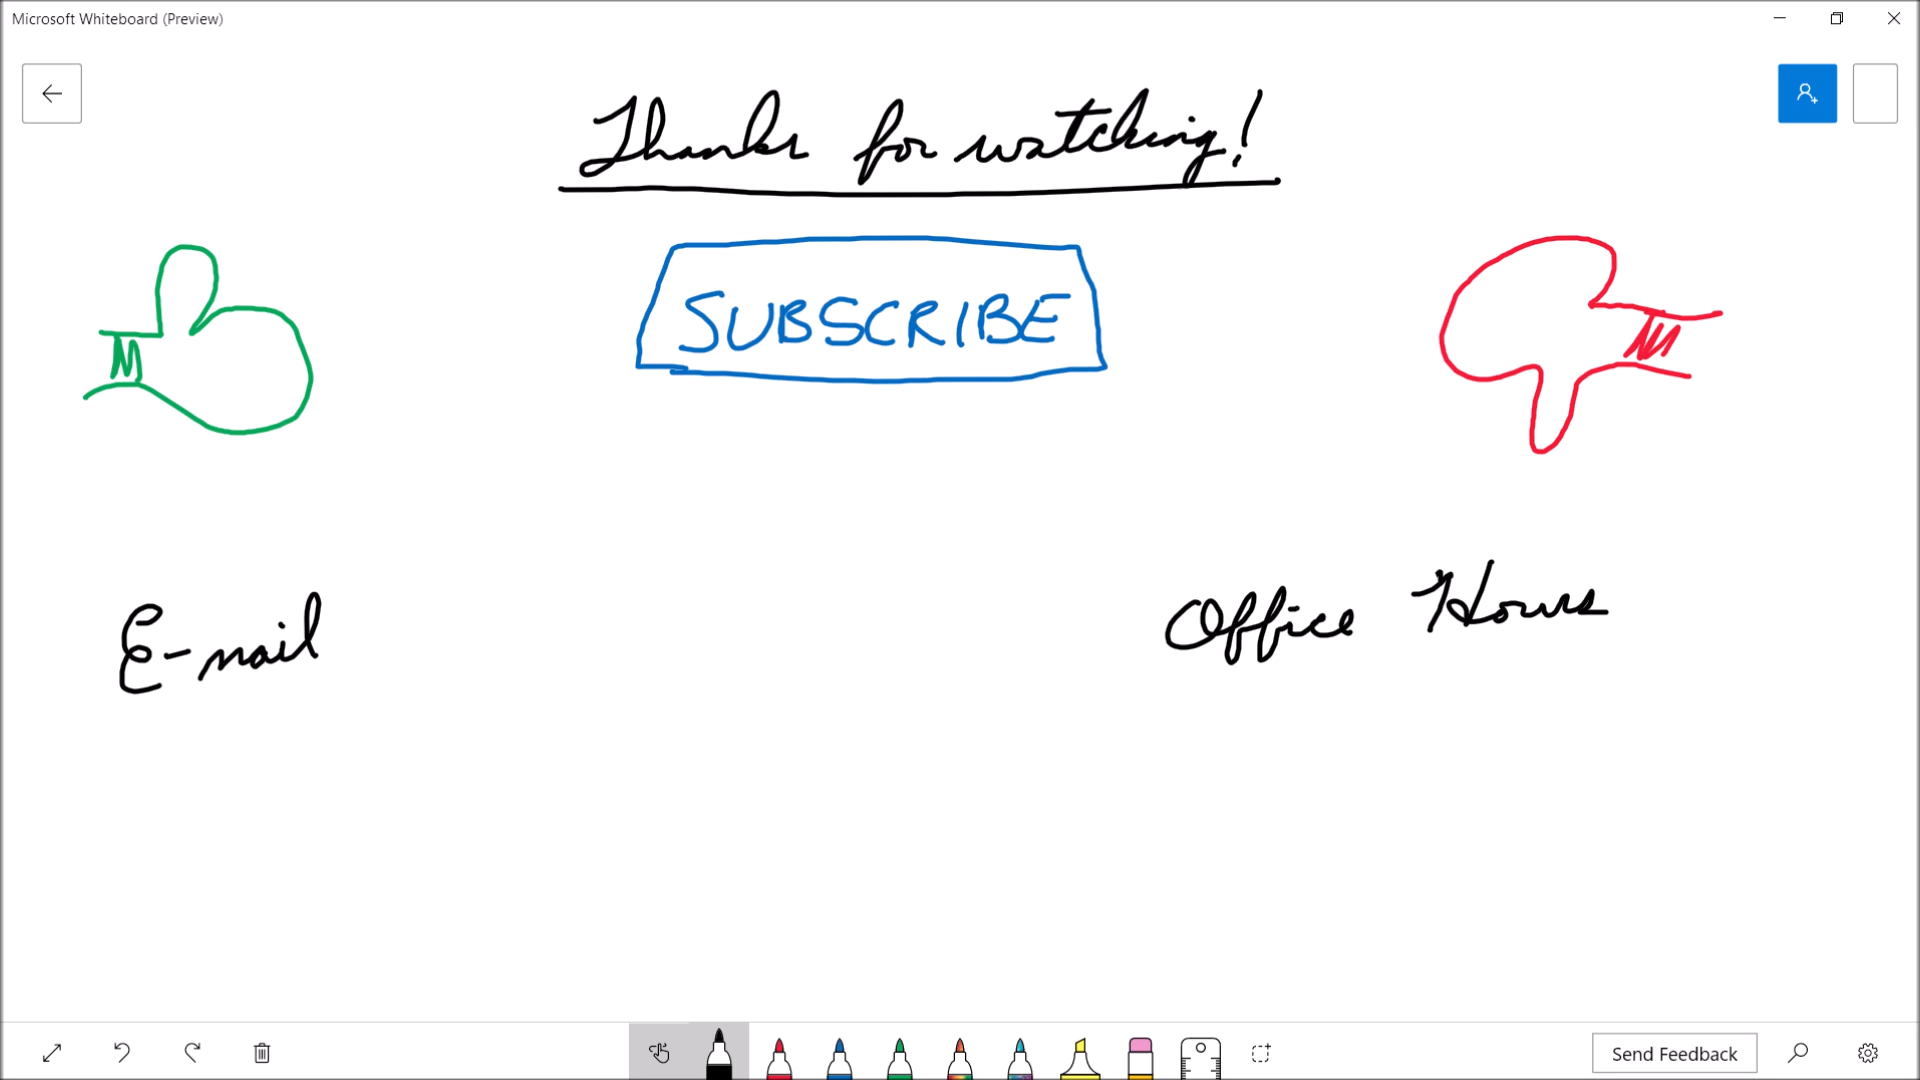 Microsoft Whiteboard (Preview)
Thanks for watching!
SUBSCRIBE
E-mail
Office Hours
Send Feedback